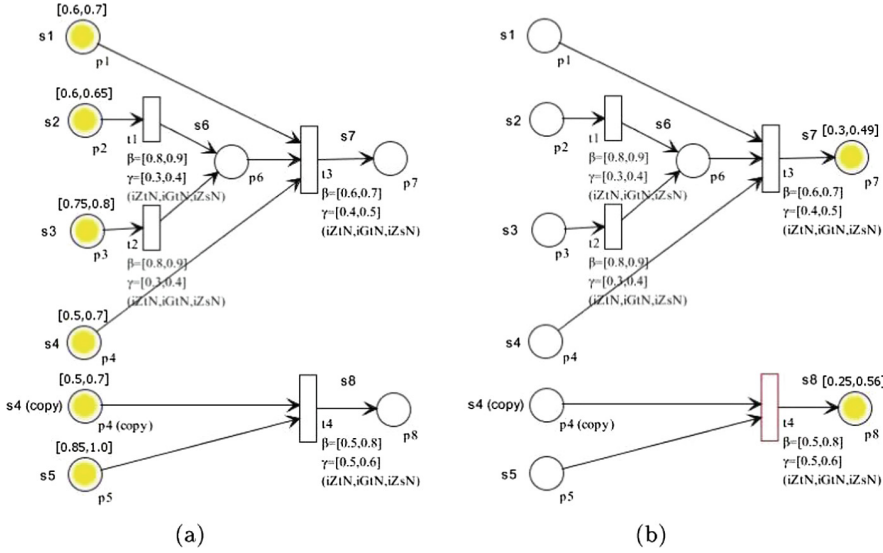 [0.6,0.7]
s1
p1
[0.6,0.65]
s2
p2
t1
β=[0.8,0.9]
γ=[0.3,0.4]
(iZtN,iGtN,iZsN)
s6
p6
[0.75,0.8]
s3
p3
t2
β=[0.8,0.9]
γ=[0.3,0.4]
(iZtN,iGtN,iZsN)
s7
t3
p7
β=[0.6,0.7]
γ=[0.4,0.5]
(iZtN,iGtN,iZsN)
[0.5,0.7]
s4
p4
[0.5,0.7]
s4 (copy)
p4 (copy)
[0.85,1.0]
s5
p5
s8
t4
p8
β=[0.5,0.8]
γ=[0.5,0.6]
(iZtN,iGtN,iZsN)
(a)
s1
p1
s2
p2
t1
β=[0.8,0.9]
γ=[0.3,0.4]
(iZtN,iGtN,iZsN)
s6
p6
s3
p3
t2
β=[0.8,0.9]
γ=[0.3,0.4]
(iZtN,iGtN,iZsN)
s7 [0.3,0.49]
t3
p7
β=[0.6,0.7]
γ=[0.4,0.5]
(iZtN,iGtN,iZsN)
s4
p4
s4 (copy)
p4 (copy)
s5
p5
s8 [0.25,0.56]
t4
p8
β=[0.5,0.8]
γ=[0.5,0.6]
(iZtN,iGtN,iZsN)
(b)